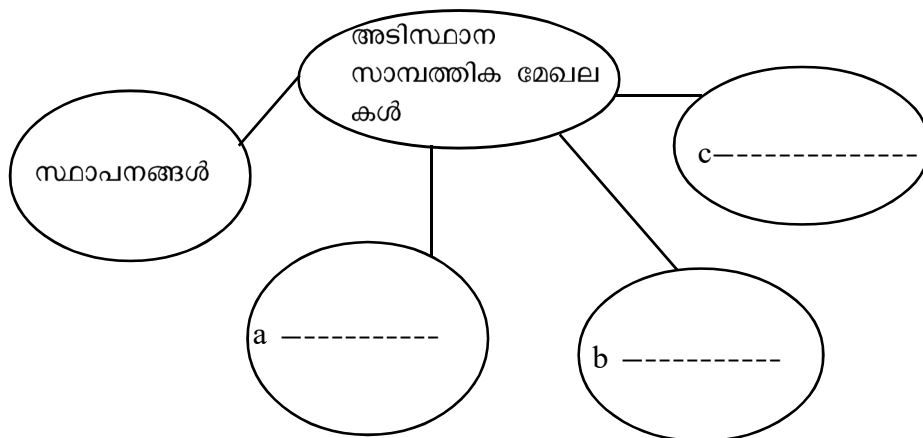 അടിസ്ഥാന
സാമ്പത്തിക മേഖല
കൾ
സ്ഥാപനങ്ങൾ
c—---------------
a —-----------
b —-----------